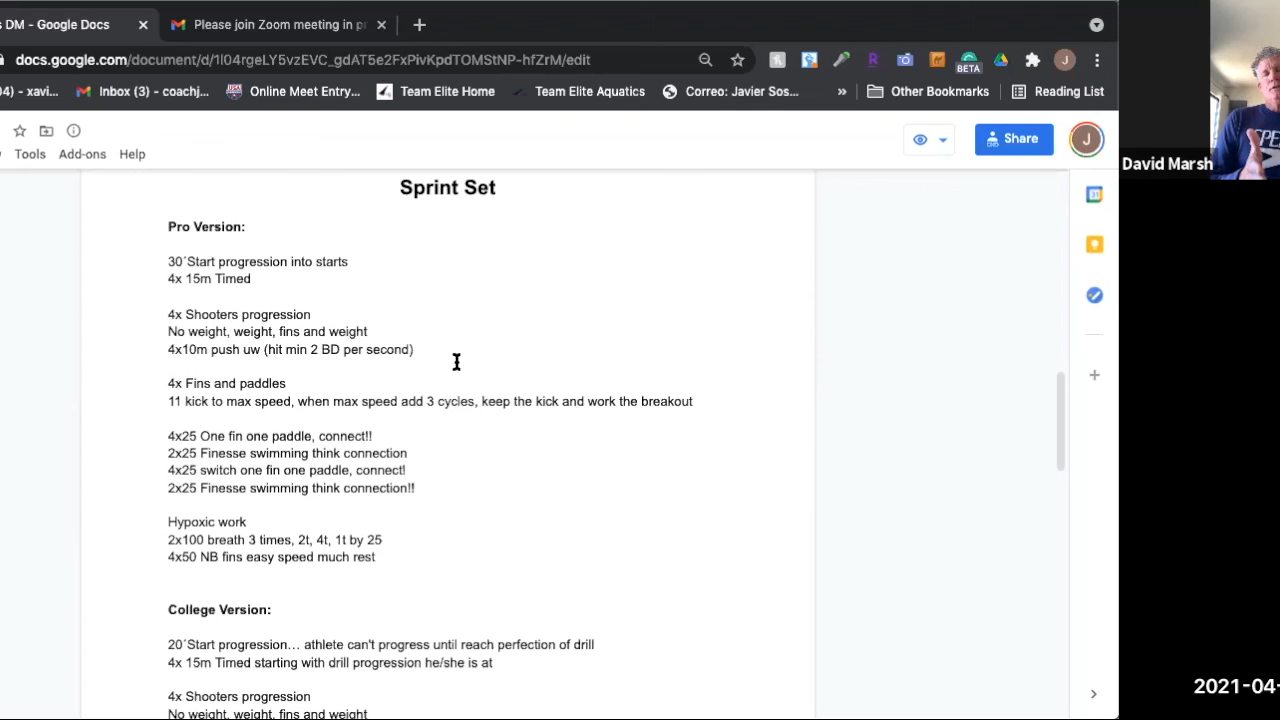 s DM - Google Docs
Please join Zoom meeting in p
docs.google.com/document/d/1I04rgeLY5vzEVC_gdAT5e2FxPivKpdTOMStNP-hfZrM/edit
BETA
J
04) - xavi...
Inbox (3) - coachj...
Online Meet Entry...
Team Elite Home
Team Elite Aquatics
Correo: Javier Sos...
»
Other Bookmarks
Reading List
Share
J
Tools
Add-ons
Help
David Marsh
31
Sprint Set
Pro Version:
30´Start progression into starts
4x 15m Timed
4x Shooters progression
No weight, weight, fins and weight
4x10m push uw (hit min 2 BD per second)
4x Fins and paddles
11 kick to max speed, when max speed add 3 cycles, keep the kick and work the breakout
4x25 One fin one paddle, connect!!
2x25 Finesse swimming think connection
4x25 switch one fin one paddle, connect!
2x25 Finesse swimming think connection!!
Hypoxic work
2x100 breath 3 times, 2t, 4t, 1t by 25
4x50 NB fins easy speed much rest
College Version:
20´Start progression… athlete can't progress until reach perfection of drill
4x 15m Timed starting with drill progression he/she is at
4x Shooters progression
No weight, weight, fins and weight
2021-04-